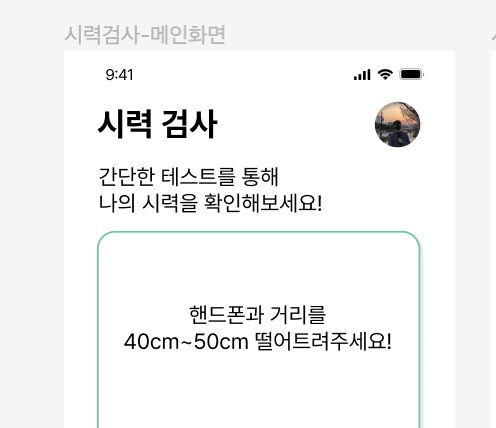 시력검사-메인화면
9:41
시력 검사
간단한 테스트를 통해
나의 시력을 확인해보세요!
핸드폰과 거리를
40cm~50cm 떨어트려주세요!